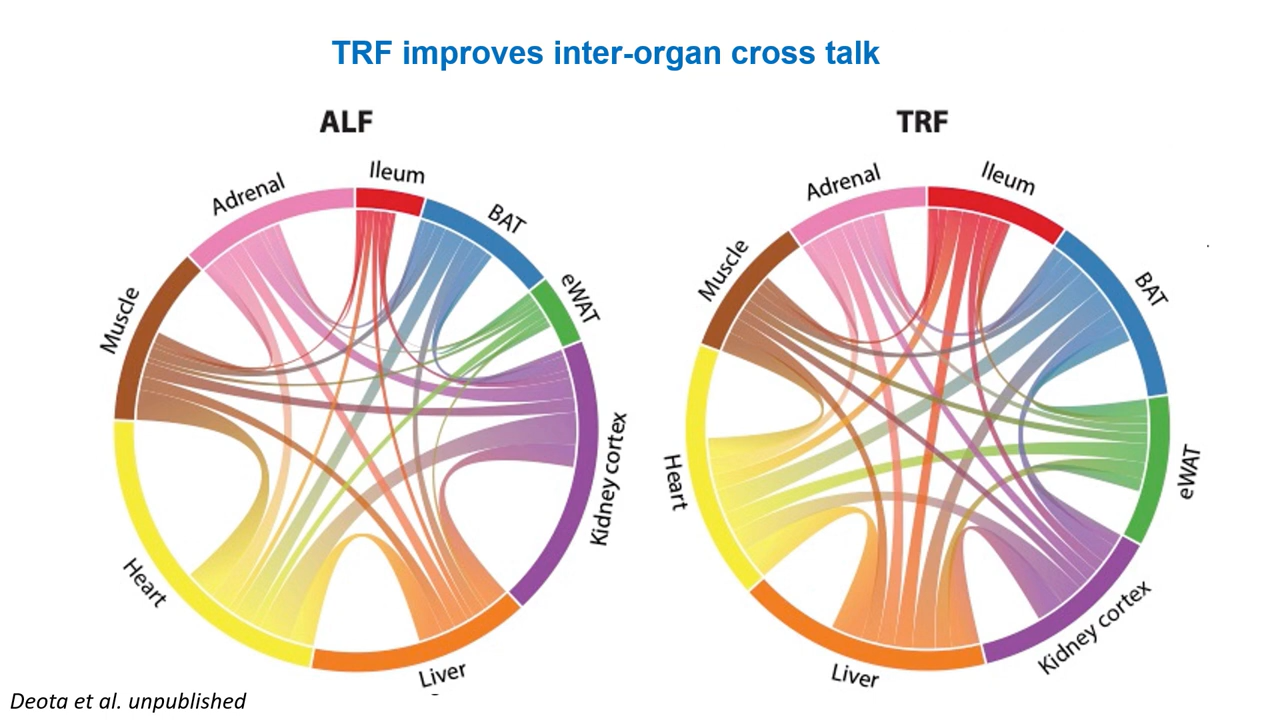 TRF improves inter-organ cross talk
ALF
Adrenal
Ileum
BAT
eWAT
Muscle
Kidney cortex
Heart
Liver
TRF
Adrenal
Ileum
BAT
Muscle
eWAT
Heart
Kidney cortex
Liver
Deota et al. unpublished